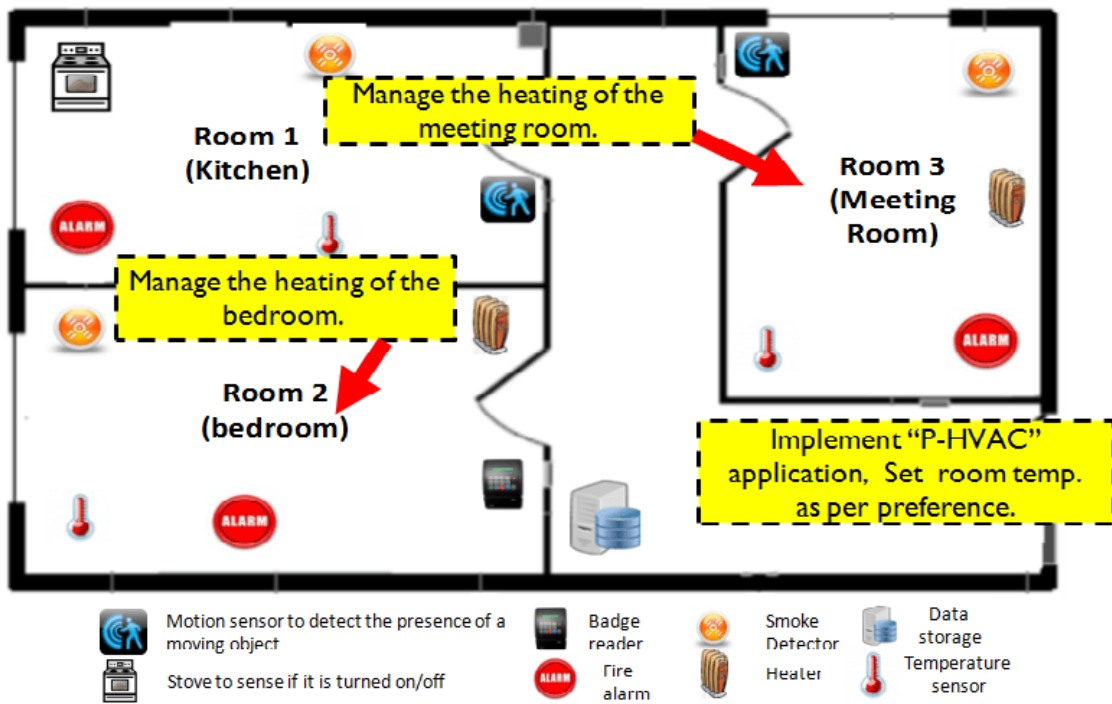 Manage the heating of the
meeting room.
Room 1
(Kitchen)
Room 3
(Meeting
Room)
ALARM
Manage the heating of the
bedroom.
ALARM
Room 2
(bedroom)
Implement “P-HVAC”
application, Set room temp.
as per preference.
ALARM
Motion sensor to detect the presence of a
moving object
Badge
reader
Smoke
Detector
Data
storage
Stove to sense if it is turned on/off
ALARM
Fire
alarm
Heater
Temperature
sensor